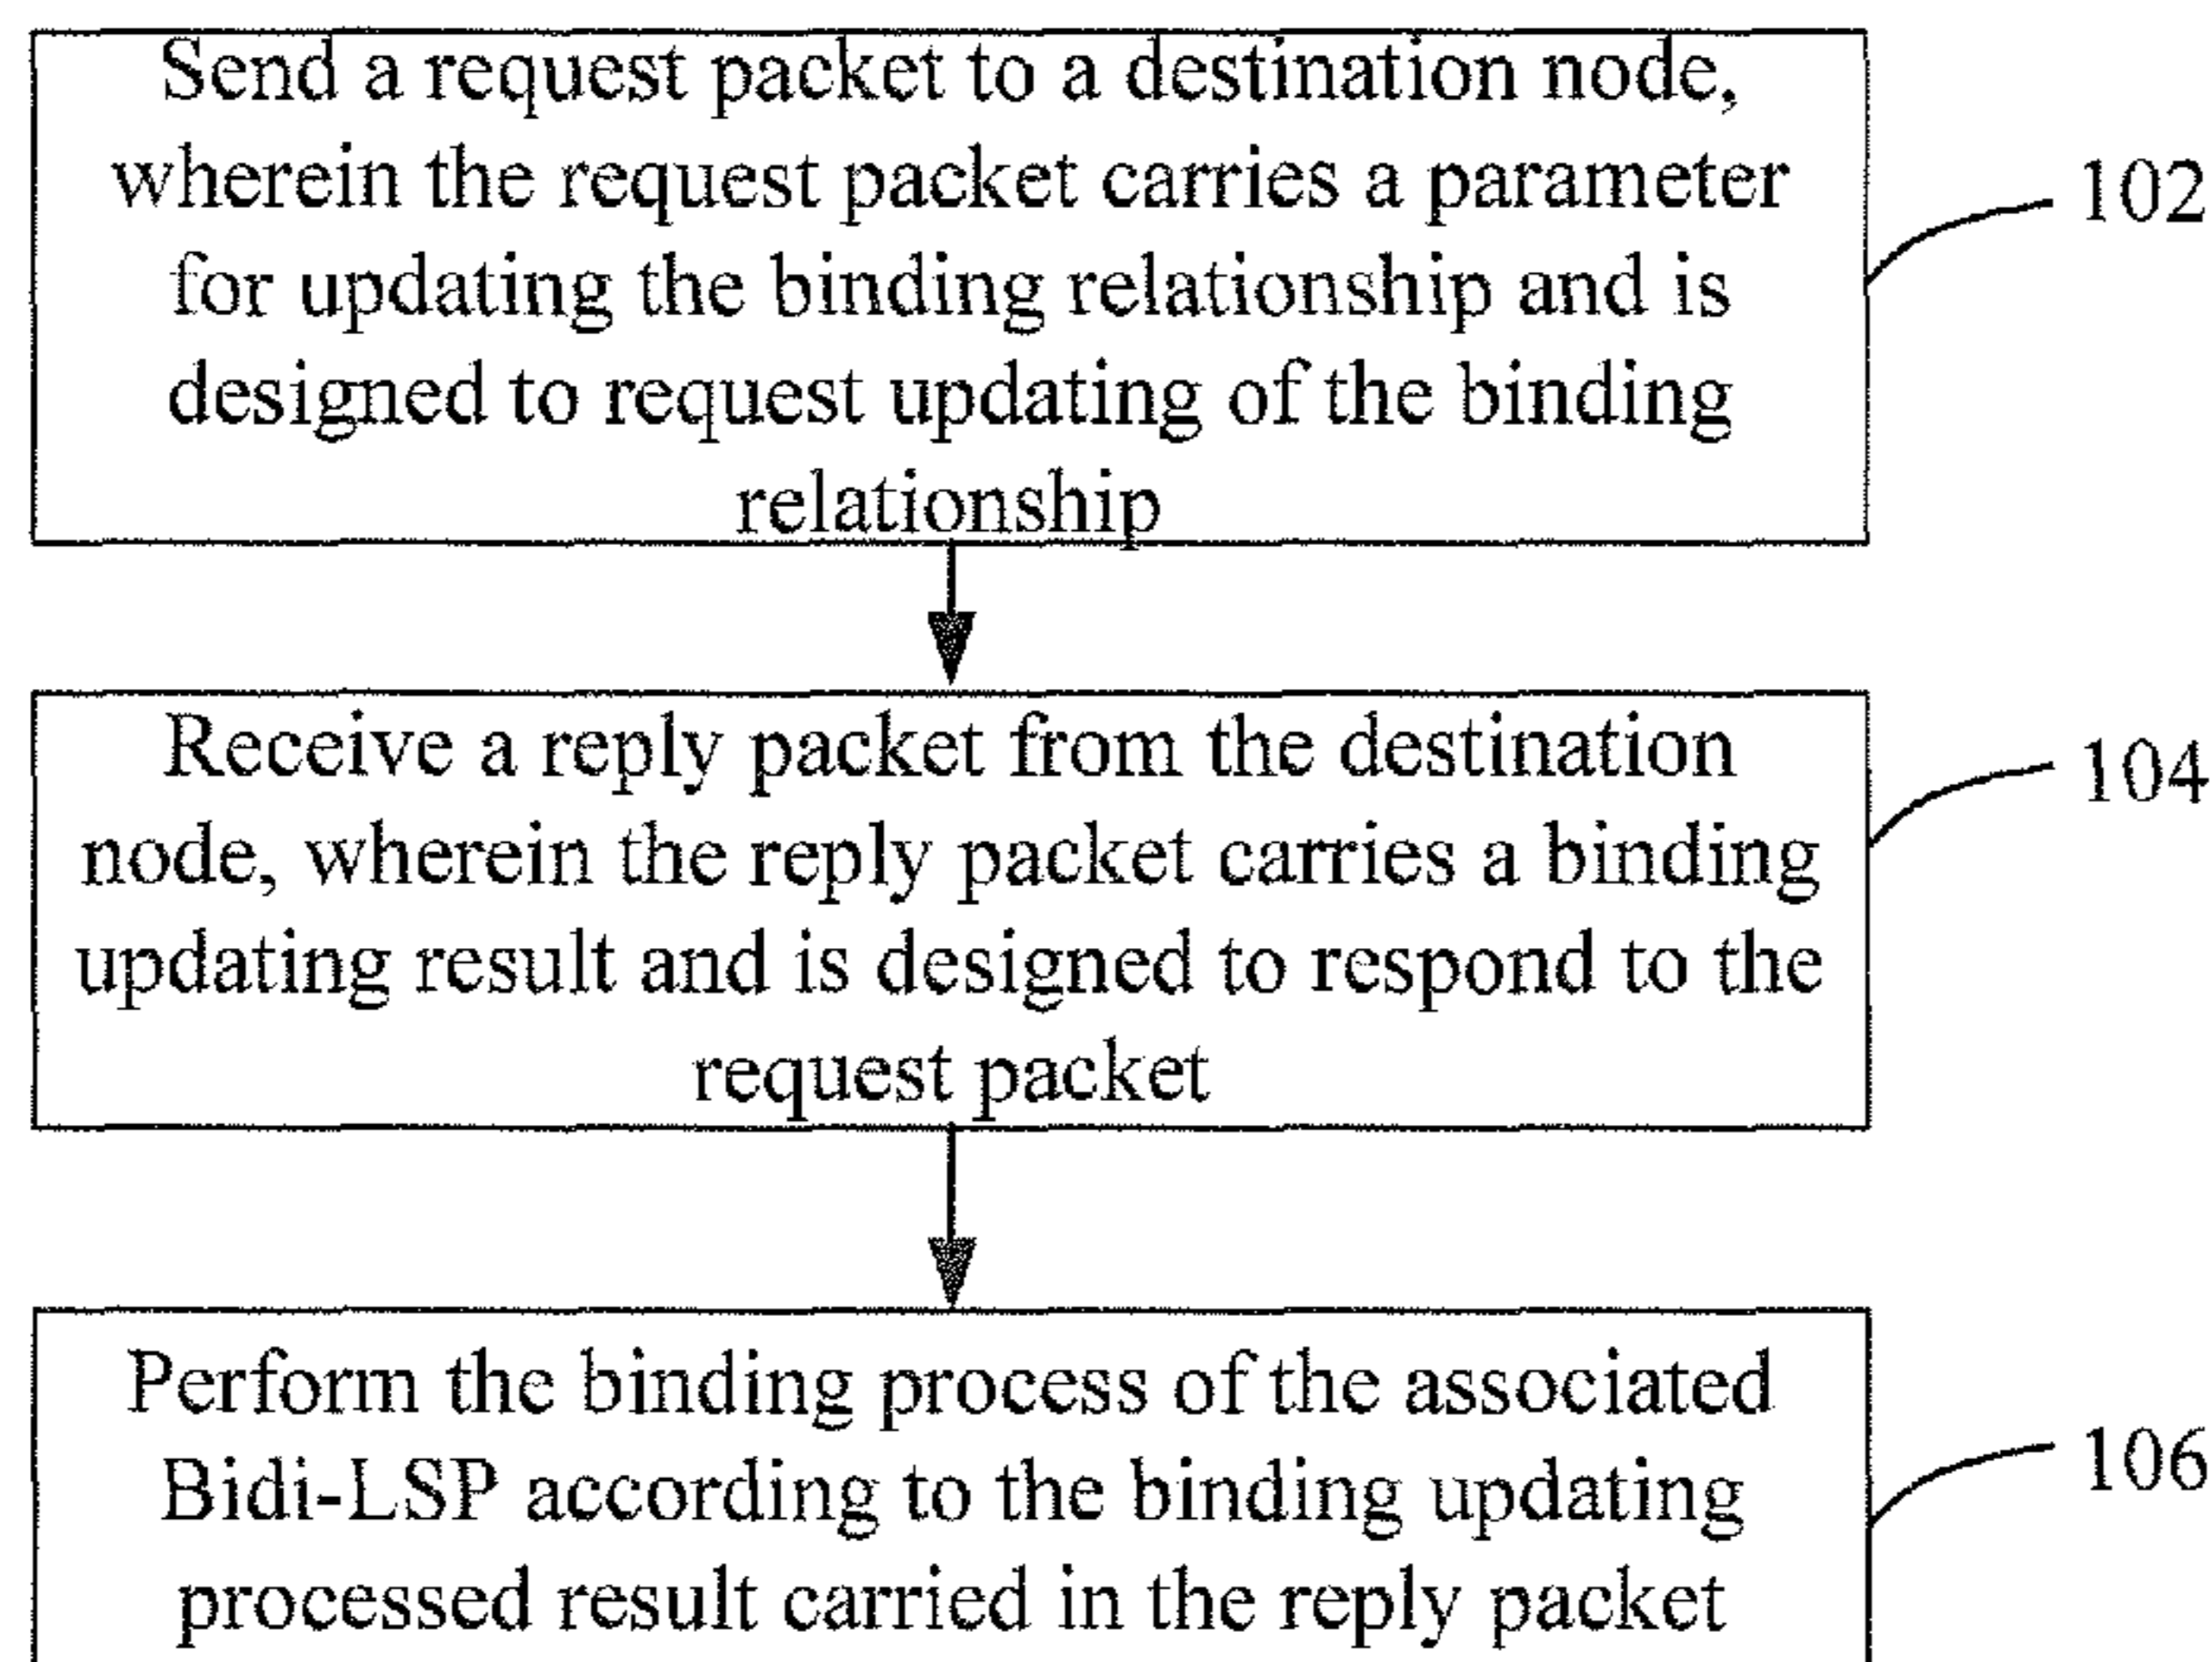 Send a request packet to a destination node,
wherein the request packet carries a parameter
for updating the binding relationship and is
designed to request updating of the binding
relationship
102
Receive a reply packet from the destination
node, wherein the reply packet carries a binding
updating result and is designed to respond to the
request packet
104
Perform the binding process of the associated
Bidi-LSP according to the binding updating
processed result carried in the reply packet
106